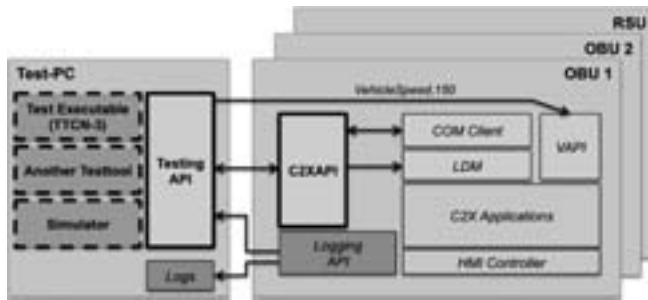 RSU
OBU 2
Test-PC
OBU 1
VehicleSpeed.150
Test Executable
(TTCN-3)
Another Testtool
Simulator
Testing
API
C2XAPI
COM Client
LDM
VAPI
C2X Applications
Logging
API
HMI Controller
Logs